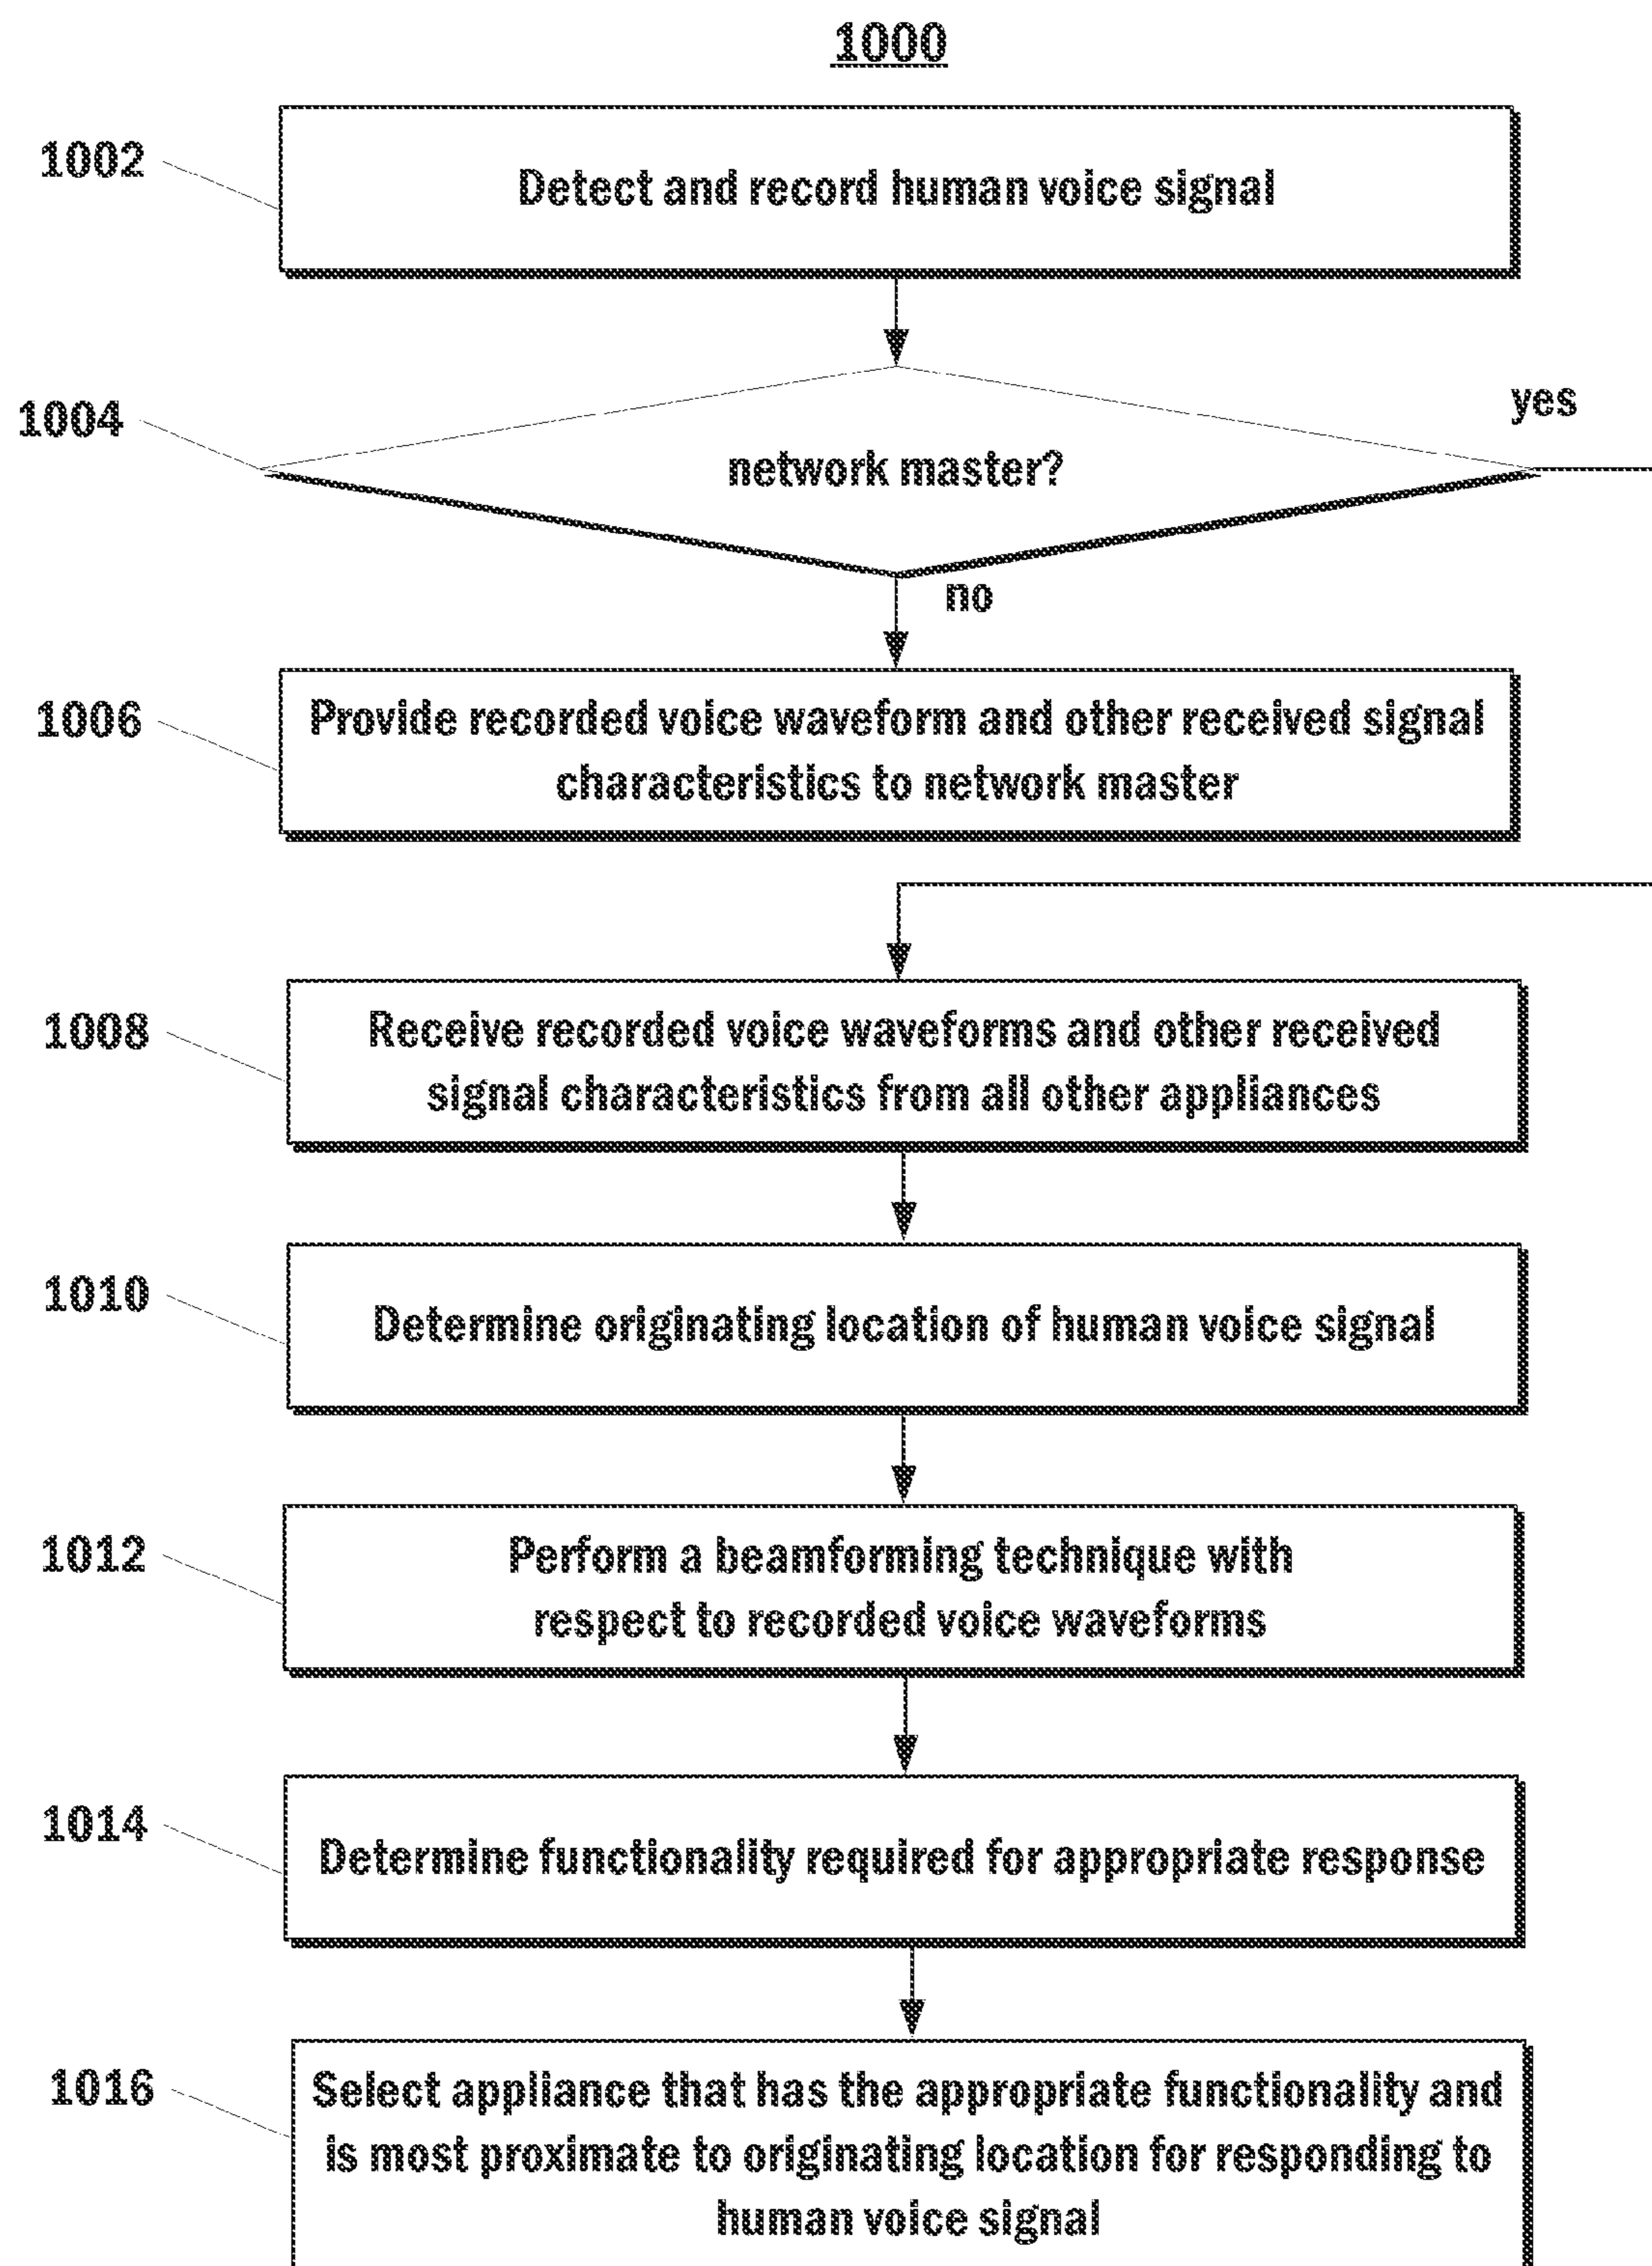 1000
1002
Detect and record human voice signal
1004
network master?
yes
no
1006
Provide recorded voice waveform and other received signal
characteristics to network master
1008
Receive recorded voice waveforms and other received
signal characteristics from all other appliances
1010
Determine originating location of human voice signal
1012
Perform a beamforming technique with
respect to recorded voice waveforms
1014
Determine functionality required for appropriate response
1016
Select appliance that has the appropriate functionality and
is most proximate to originating location for responding to
human voice signal